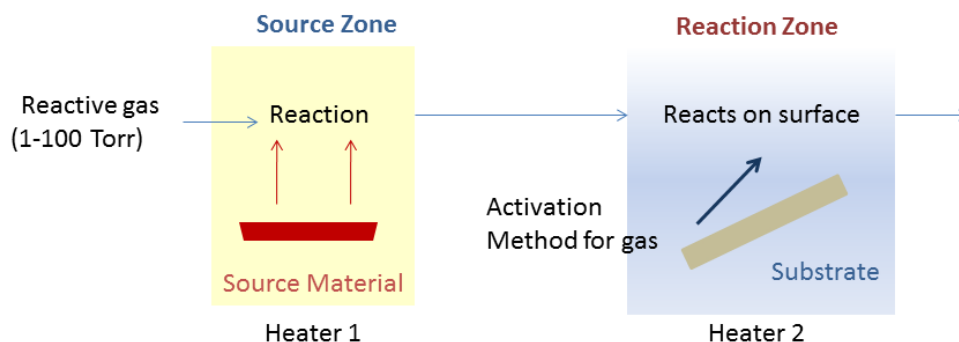 Source Zone
Reaction Zone
Reactive gas
(1-100 Torr)
Reaction
Reacts on surface
Activation
Method for gas
Source Material
Substrate
Heater 1
Heater 2